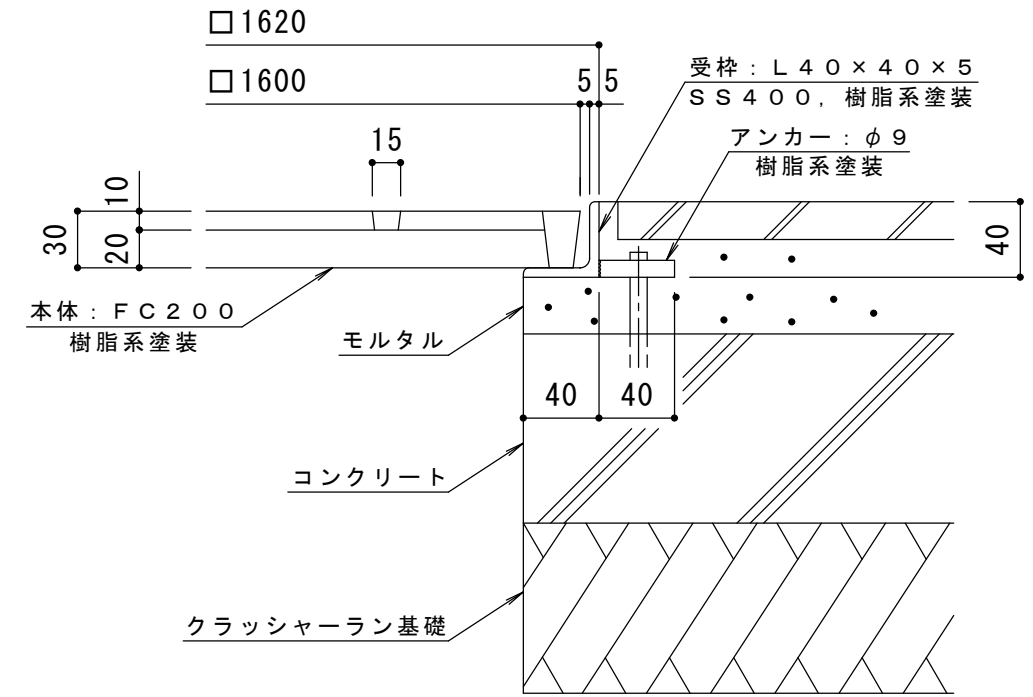 □1620
□1600
5
5
受枠：Ｌ４０×４０×５
ＳＳ４００，樹脂系塗装
15
アンカー：φ９
樹脂系塗装
10
30
20
40
本体：ＦＣ２００
樹脂系塗装
モルタル
40
40
コンクリート
クラッシャーラン基礎